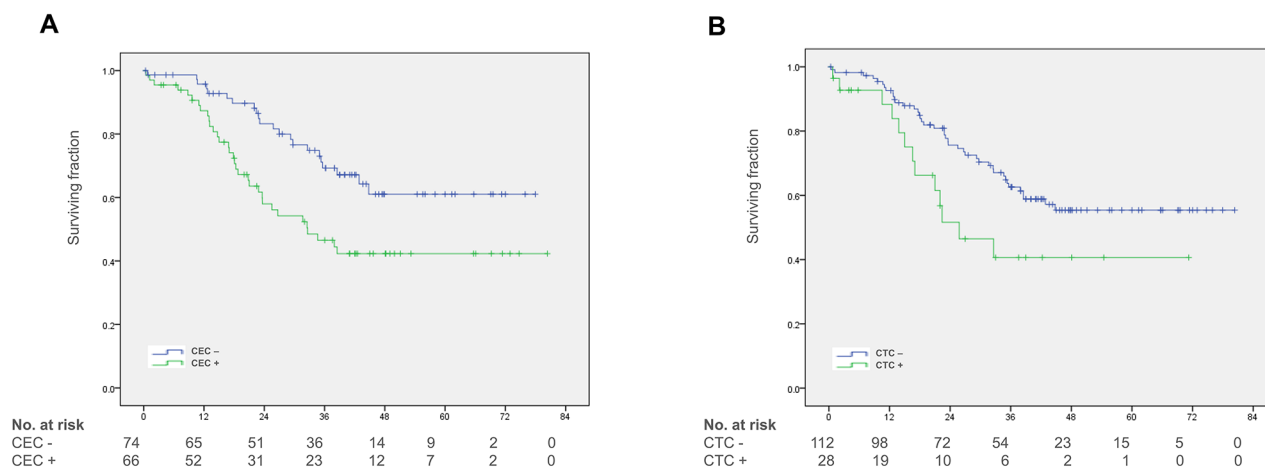 A
Surviving fraction
1.0
0.8
0.6
0.4
0.2
0.0
CEC –
CEC +
0 12 24 36 48 60 72 84
No. at risk
CEC - 74 65 51 36 14 9 2 0
CEC + 66 52 31 23 12 7 2 0
B
Surviving fraction
1.0
0.8
0.6
0.4
0.2
0.0
CTC –
CTC +
0 12 24 36 48 60 72 84
No. at risk
CTC - 112 98 72 54 23 15 5 0
CTC + 28 19 10 6 2 1 0 0